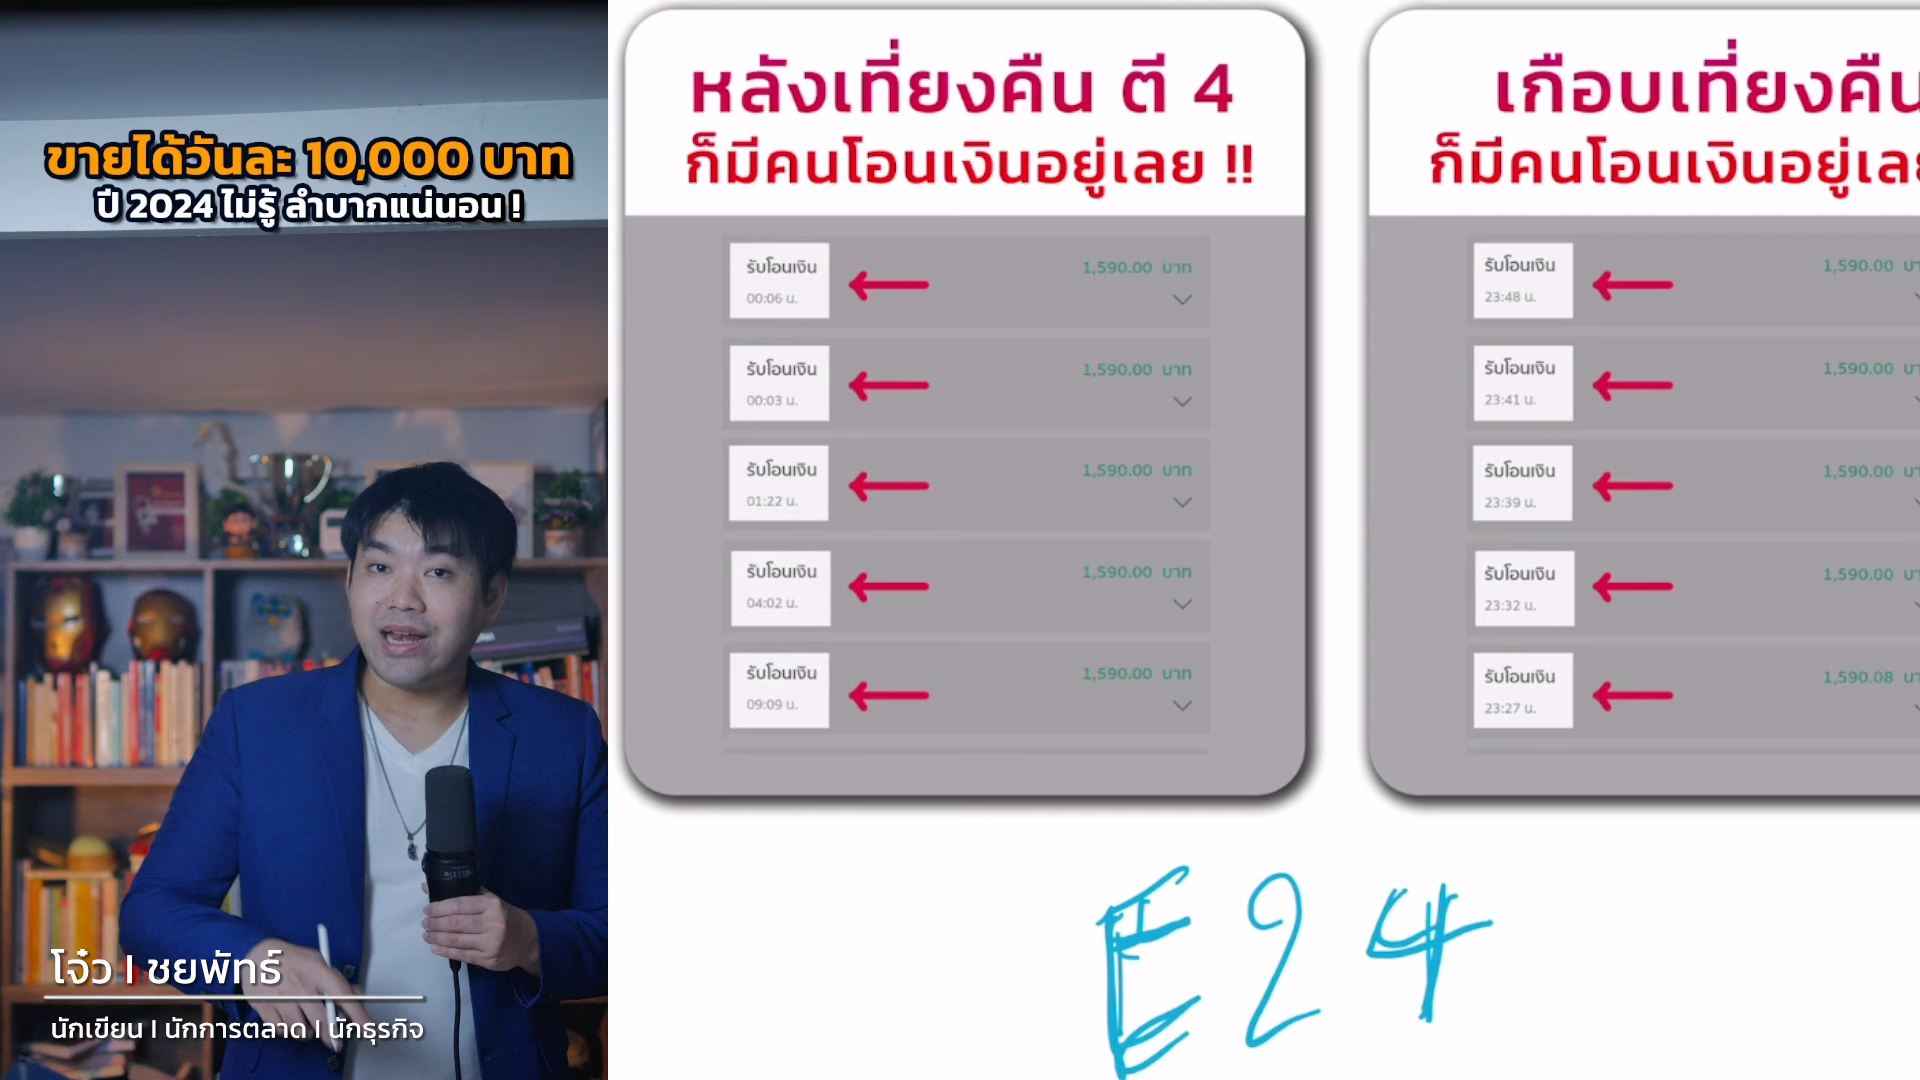 ขายได้วันละ 10,000 บาท
ปี 2024 ไม่รู้ ลำบากแน่นอน !
โจ๋ว I ชยพัทธ์
นักเขียน I นักการตลาด I นักธุรกิจ
หลังเที่ยงคืน ตี 4
ก็มีคนโอนเงินอยู่เลย !!
รับโอนเงิน 1,590.00 บาท
00:06 น.
รับโอนเงิน 1,590.00 บาท
00:03 น.
รับโอนเงิน 1,590.00 บาท
01:22 น.
รับโอนเงิน 1,590.00 บาท
04:02 น.
รับโอนเงิน 1,590.00 บาท
09:09 น.
เกือบเที่ยงคืน
ก็มีคนโอนเงินอยู่เล
รับโอนเงิน 1,590.00 บา
23:48 น.
รับโอนเงิน 1,590.00 บา
23:41 น.
รับโอนเงิน 1,590.00 บา
23:39 น.
รับโอนเงิน 1,590.00 บา
23:32 น.
รับโอนเงิน 1,590.08 บา
23:27 น.
E24